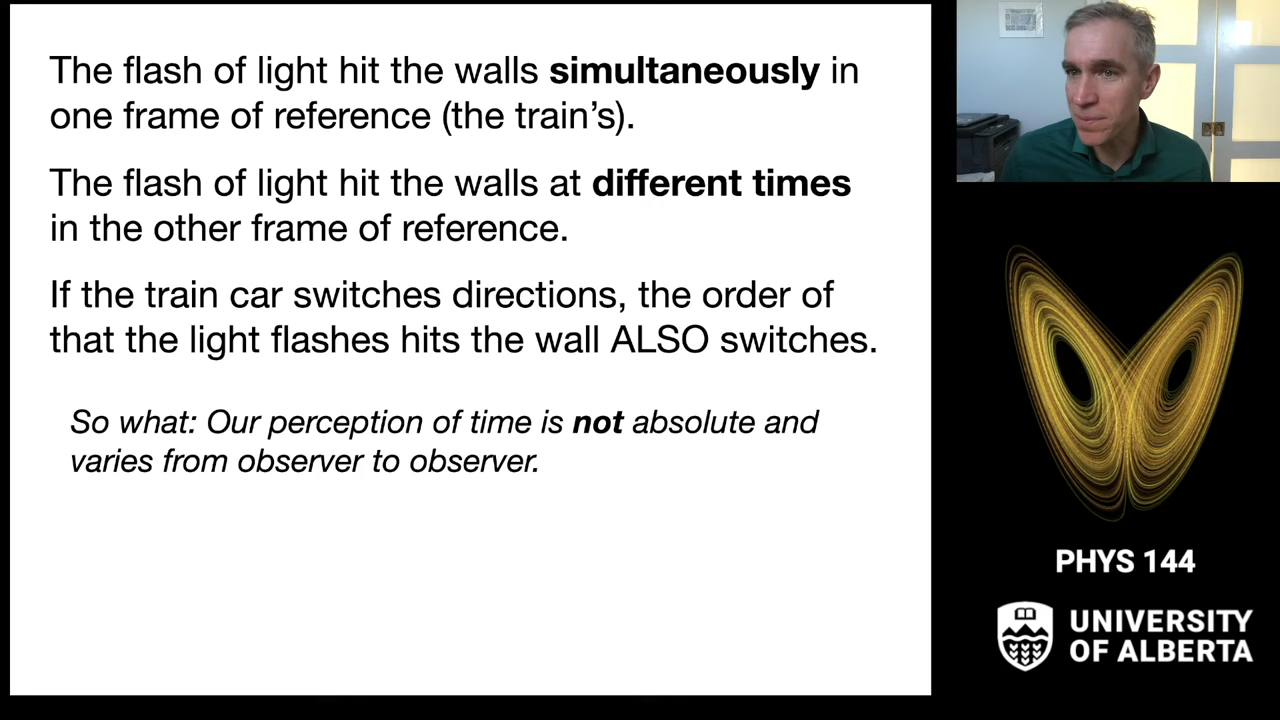 The flash of light hit the walls simultaneously in
one frame of reference (the train’s).
The flash of light hit the walls at different times
in the other frame of reference.
If the train car switches directions, the order of
that the light flashes hits the wall ALSO switches.
So what: Our perception of time is not absolute and
varies from observer to observer.
PHYS 144
UNIVERSITY
OF ALBERTA